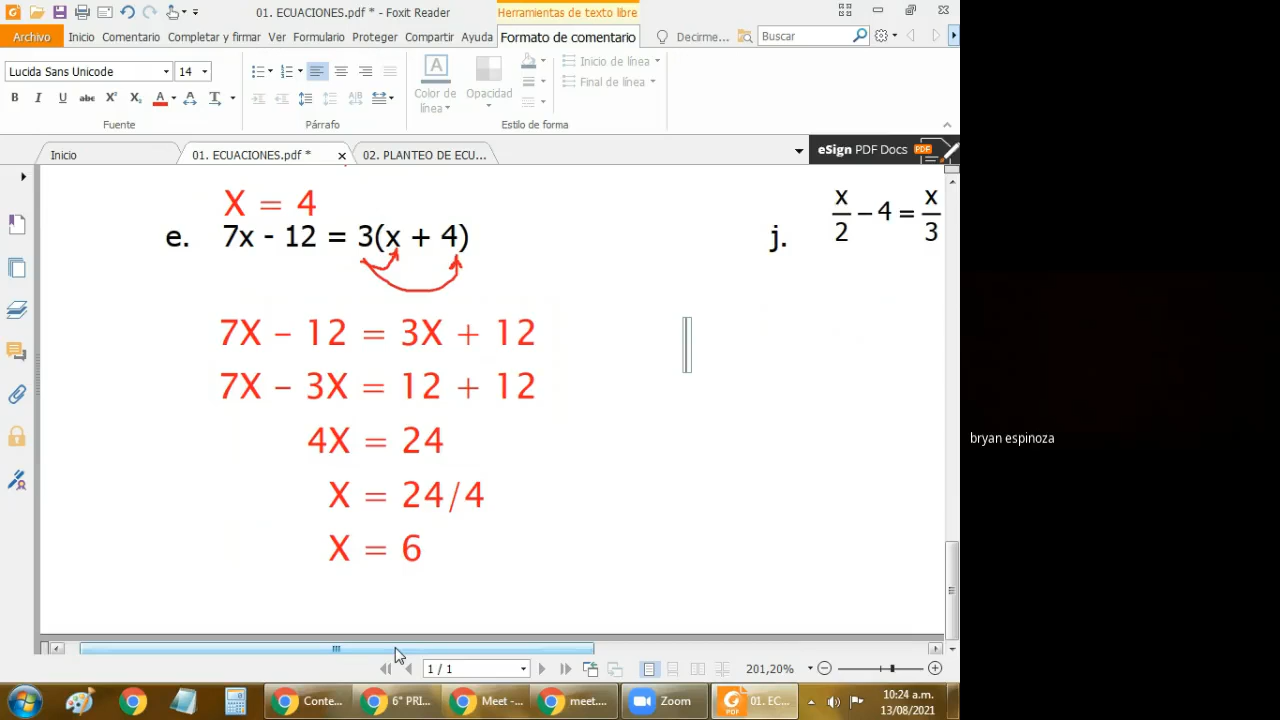 01. ECUACIONES.pdf * - Foxit Reader
Herramientas de texto libre
Archivo Inicio Comentario Completar y firmar Ver Formulario Proteger Compartir Ayuda Formato de comentario Decirme... Buscar
Lucida Sans Unicode 14
Color de línea
Opacidad
Inicio de línea
Final de línea
Fuente Párrafo Estilo de forma
Inicio 01. ECUACIONES.pdf * 02. PLANTEO DE ECU... eSign PDF Docs
X = 4
e. 7x - 12 = 3(x + 4)
j. x/2 − 4 = x/3
7X − 12 = 3X + 12
7X − 3X = 12 + 12
4X = 24
X = 24/4
X = 6
bryan espinoza
1 / 1 201,20%
Conte... 6° PRI... Meet -... meet.... Zoom 01. EC... 10:24 a.m.
13/08/2021